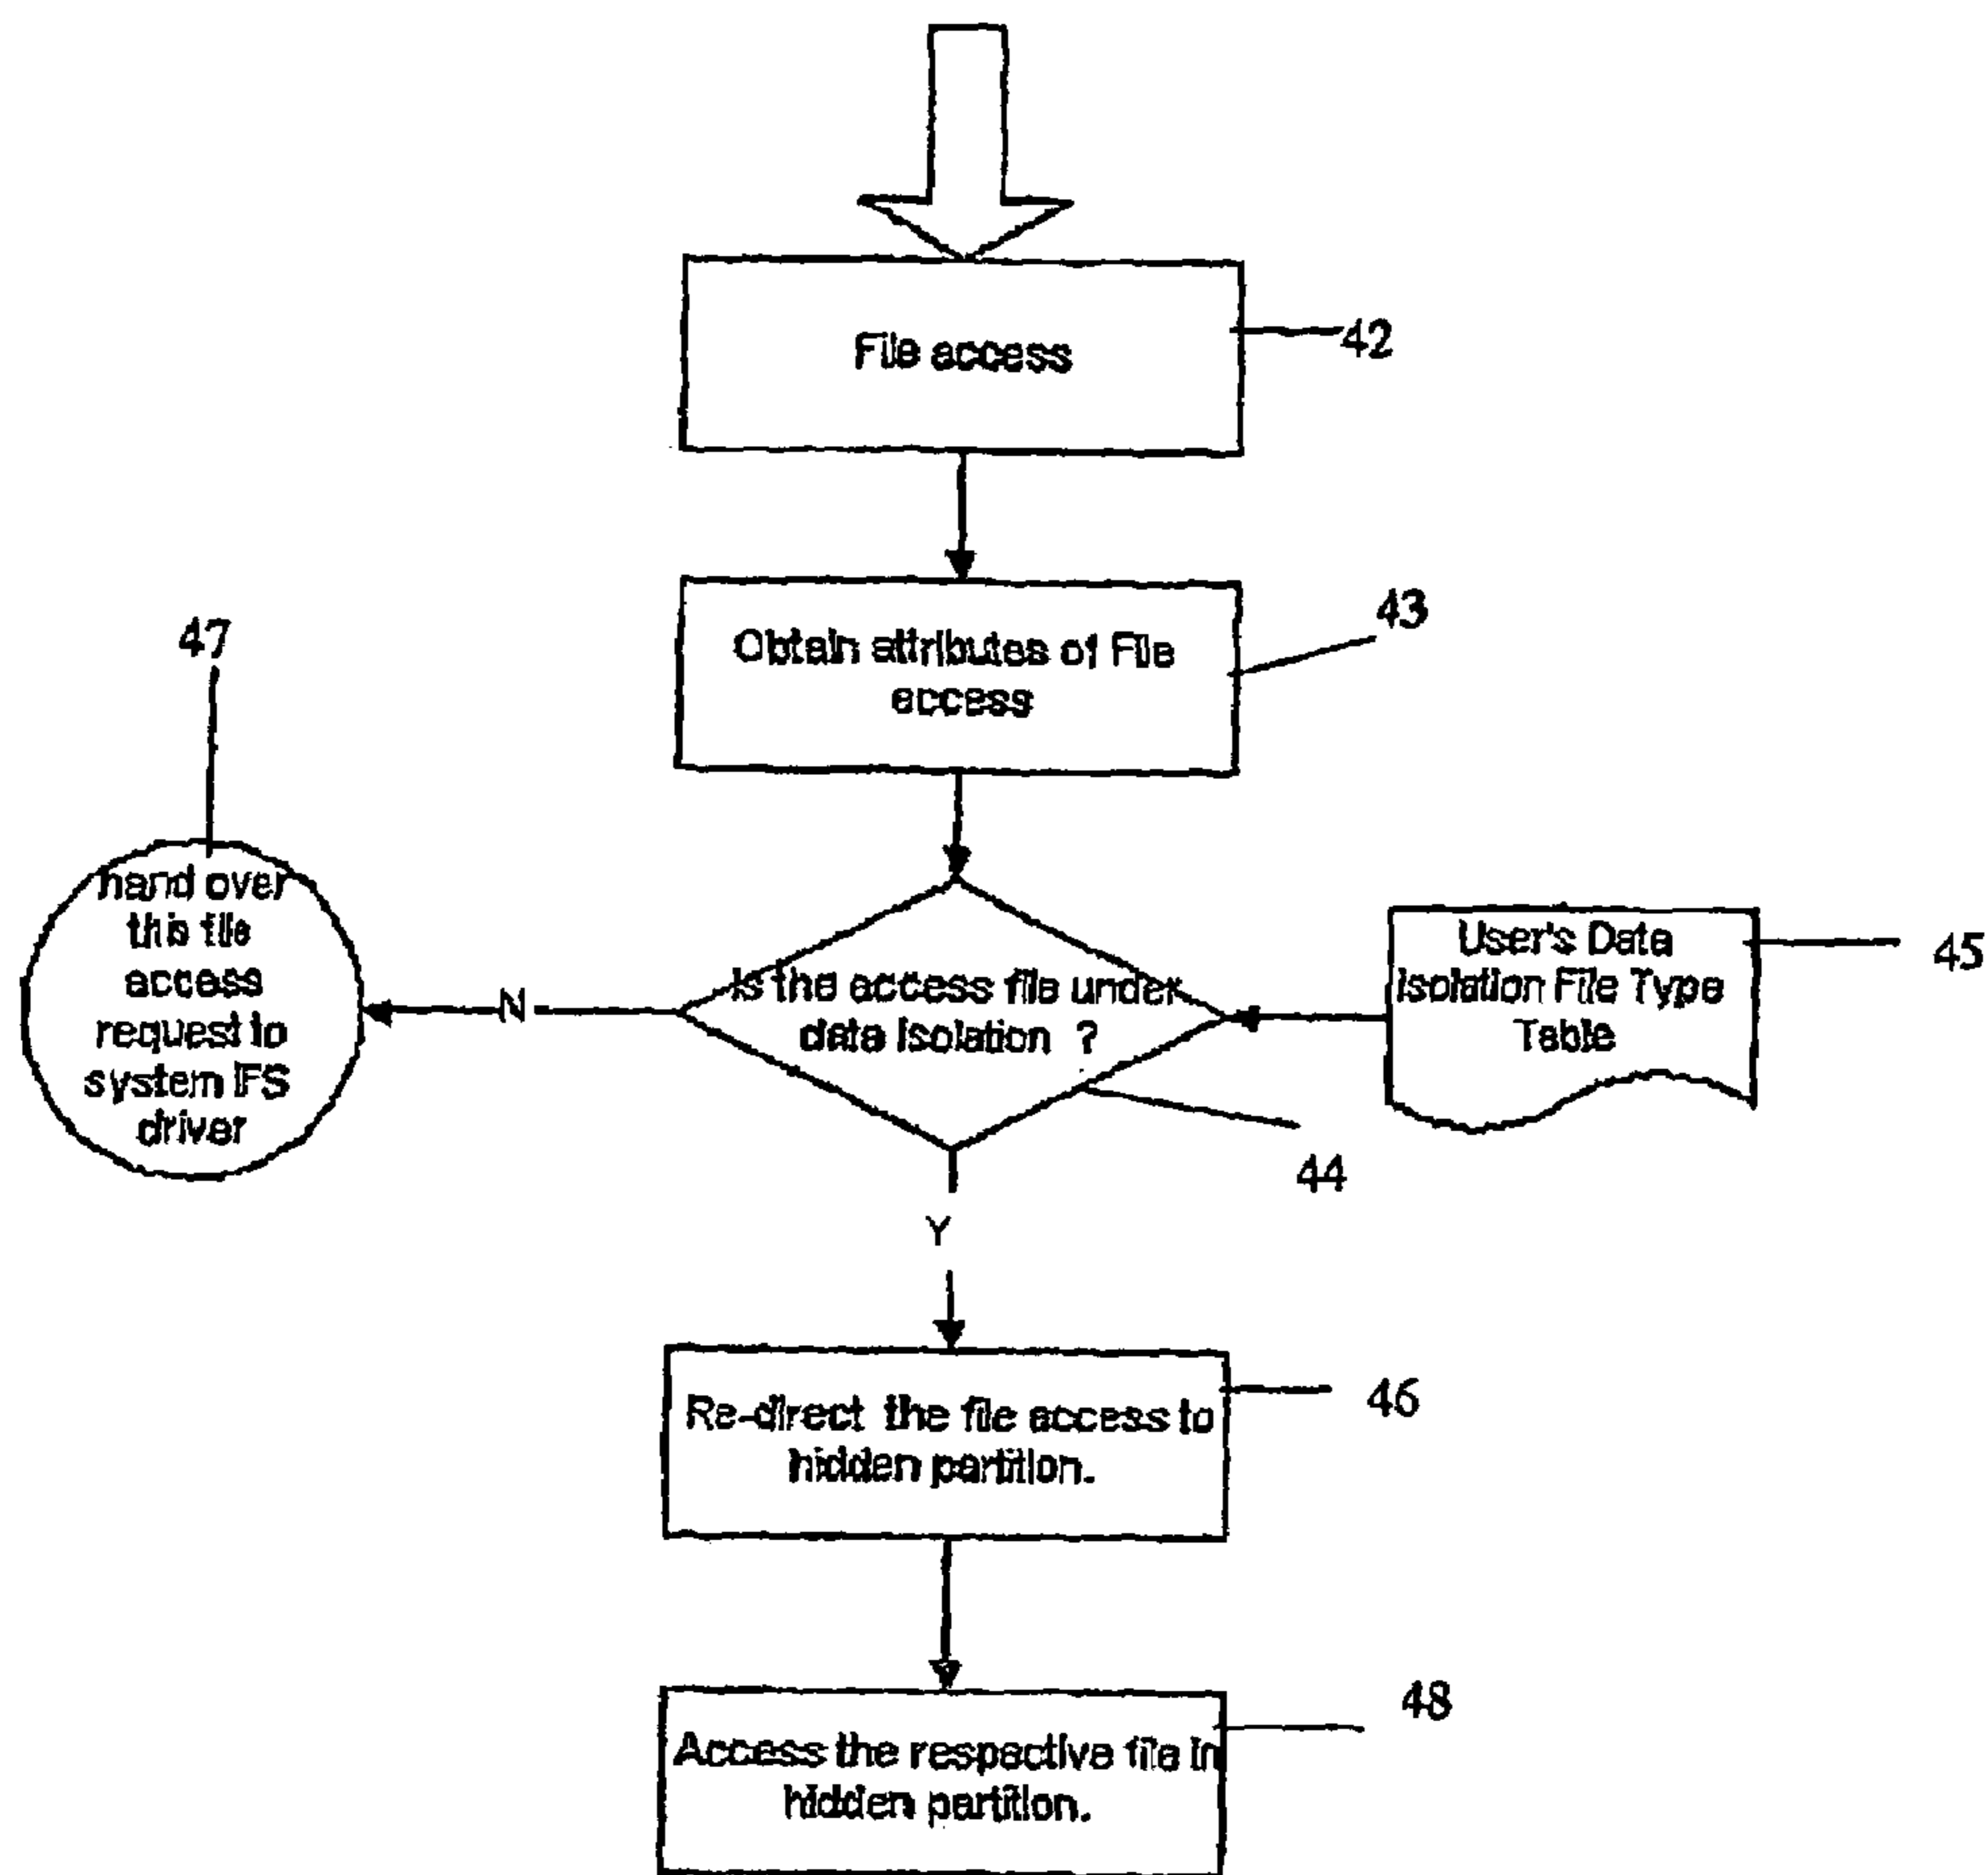 File access
42
Obtain attributes of File
access
43
47
hand over
this file
access
request to
system IFS
driver
N
Is the access file under
data isolation ?
User's Data
Isolation File Type
Table
45
44
Y
Re-direct the file access to
hidden partition.
46
Access the respective file in
hidden partition.
48